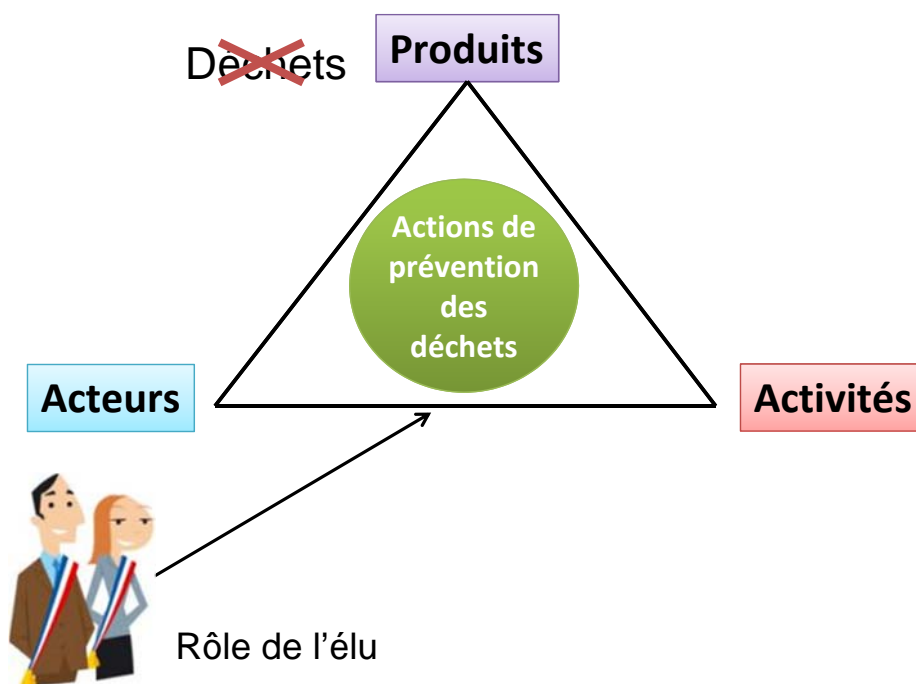 Produits
Déchets
Actions de
prévention
des
déchets
Acteurs
Activités
Rôle de l’élu